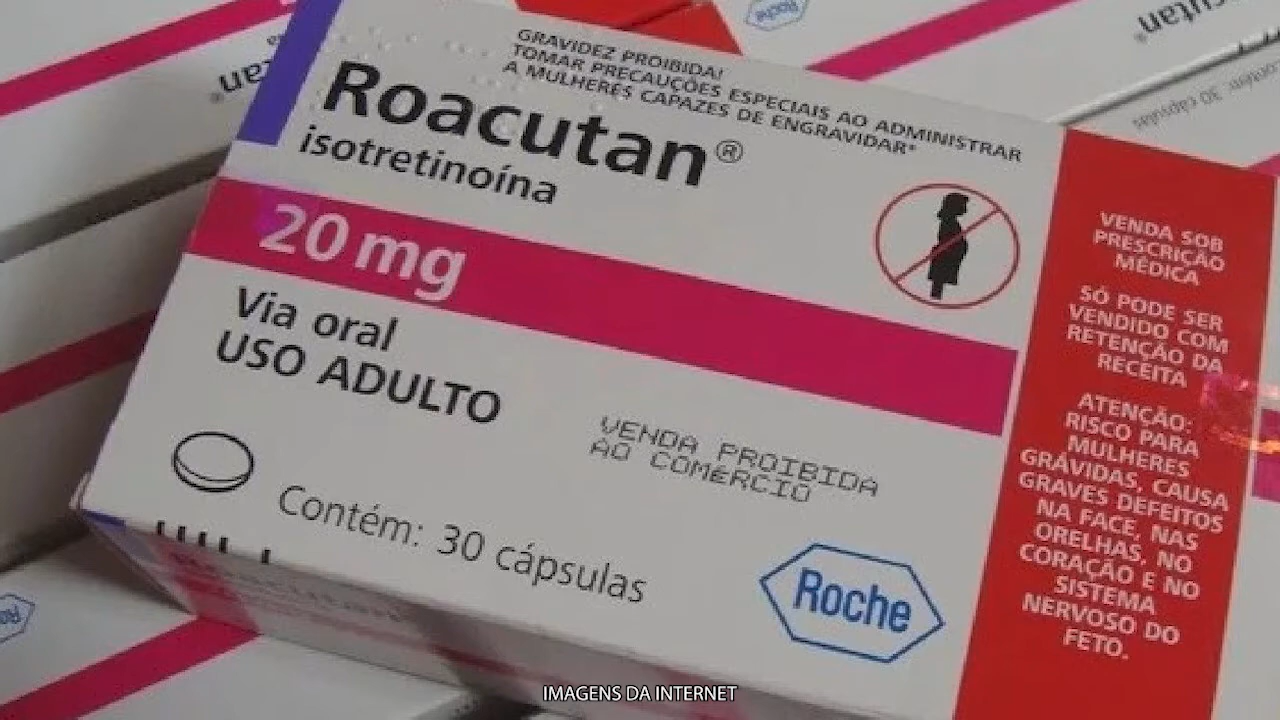 GRAVIDEZ PROIBIDA!
TOMAR PRECAUÇÕES ESPECIAIS AO ADMINISTRAR
A MULHERES CAPAZES DE ENGRAVIDAR"
Roacutan®
isotretinoína
20 mg
Via oral
USO ADULTO
VENDA PROIBIDA
AO COMÉRCIO
Contém: 30 cápsulas
Roche
VENDA SOB
PRESCRIÇÃO
MÉDICA
SÓ PODE SER
VENDIDO COM
RETENÇÃO DA
RECEITA
ATENÇÃO:
RISCO PARA
MULHERES
GRÁVIDAS, CAUSA
GRAVES DEFEITOS
NA FACE, NAS
ORELHAS, NO
CORAÇÃO E NO
SISTEMA
NERVOSO DO
FETO.
Roche
30 cápsulas
IMAGENS DA INTERNET